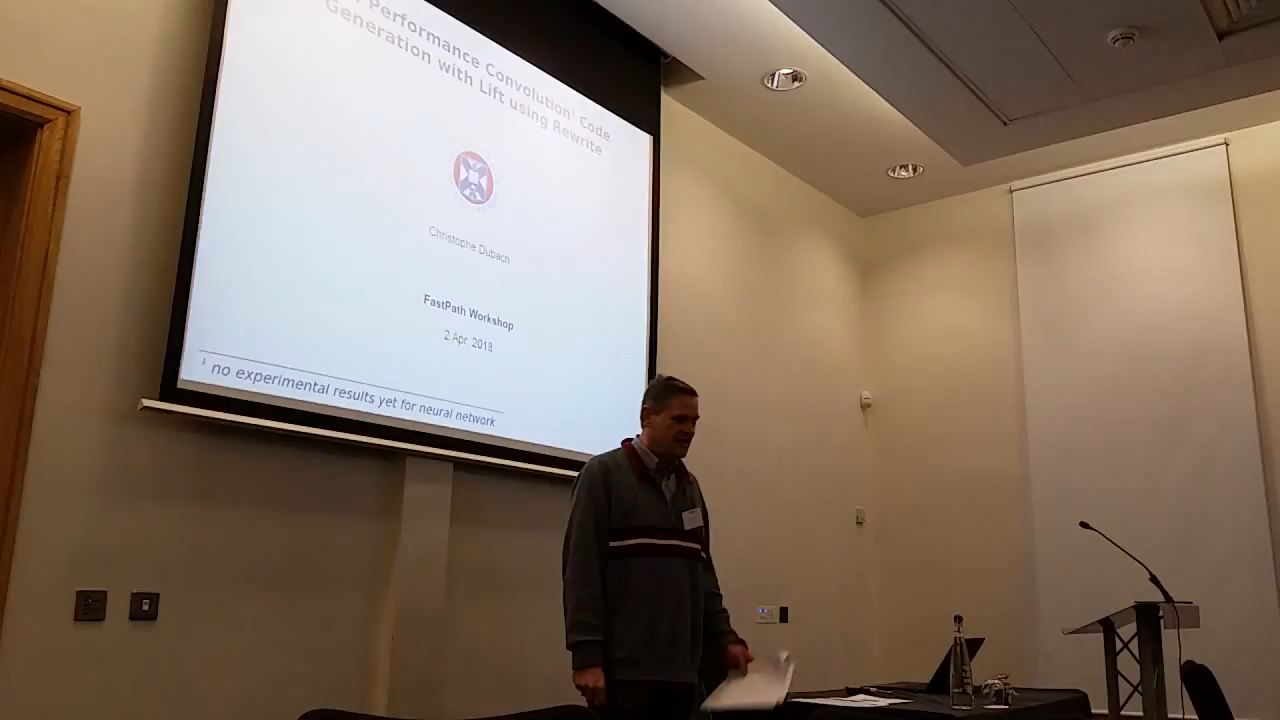 Performance Convolution¹ Code
Generation with Lift using Rewrite
Christophe Dubach
FastPath Workshop
2 Apr. 2018
¹ no experimental results yet for neural network